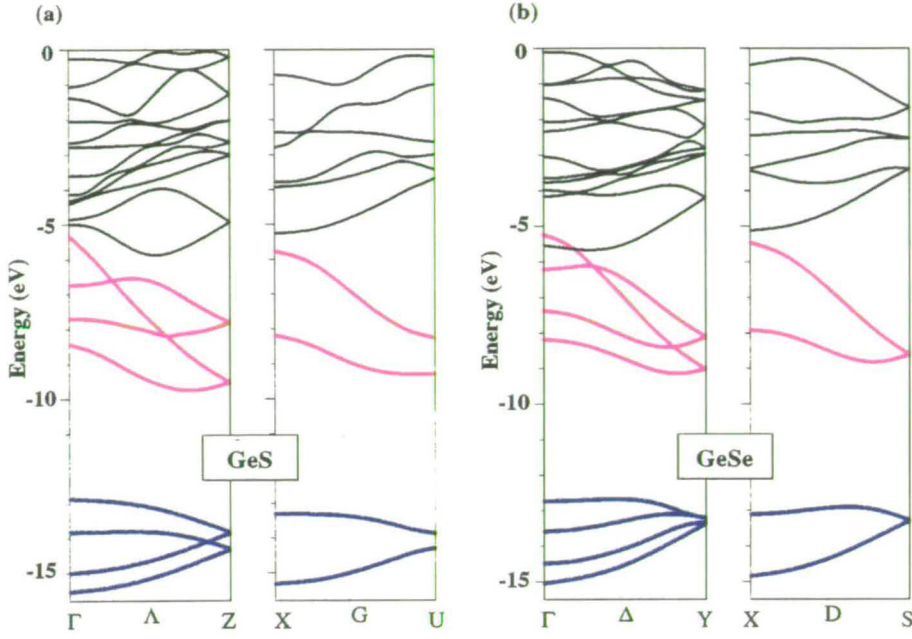 (a)
(b)
0
-5
-10
-15
Energy (eV)
GeS
Γ Λ Z
X G U
0
-5
-10
-15
Energy (eV)
GeSe
Γ Δ Y
X D S